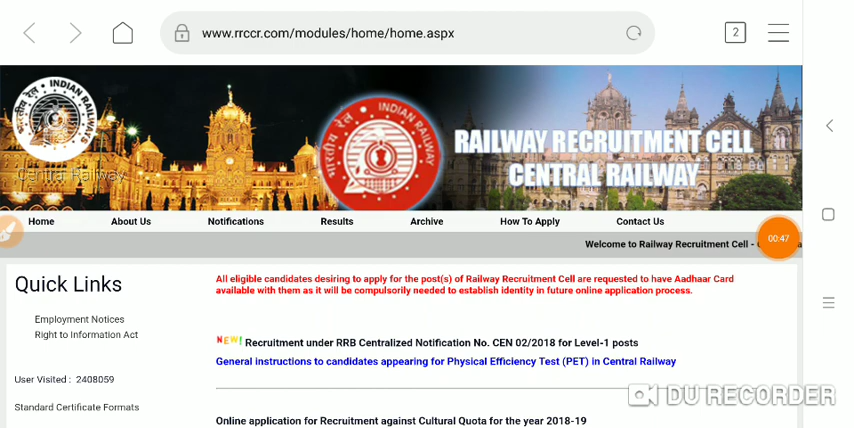 www.rrccr.com/modules/home/home.aspx
2
INDIAN RAILWAY
भारतीय रेल
Central Railway
INDIAN RAILWAY
भारतीय रेल
RAILWAY RECRUITMENT CELL
CENTRAL RAILWAY
Home About Us Notifications Results Archive How To Apply Contact Us
Welcome to Railway Recruitment Cell -
00:47
Quick Links
Employment Notices
Right to Information Act
User Visited : 2408059
Standard Certificate Formats
All eligible candidates desiring to apply for the post(s) of Railway Recruitment Cell are requested to have Aadhaar Card
available with them as it will be compulsorily needed to establish identity in future online application process.
NEW! Recruitment under RRB Centralized Notification No. CEN 02/2018 for Level-1 posts
General instructions to candidates appearing for Physical Efficiency Test (PET) in Central Railway
Online application for Recruitment against Cultural Quota for the year 2018-19
DU RECORDER